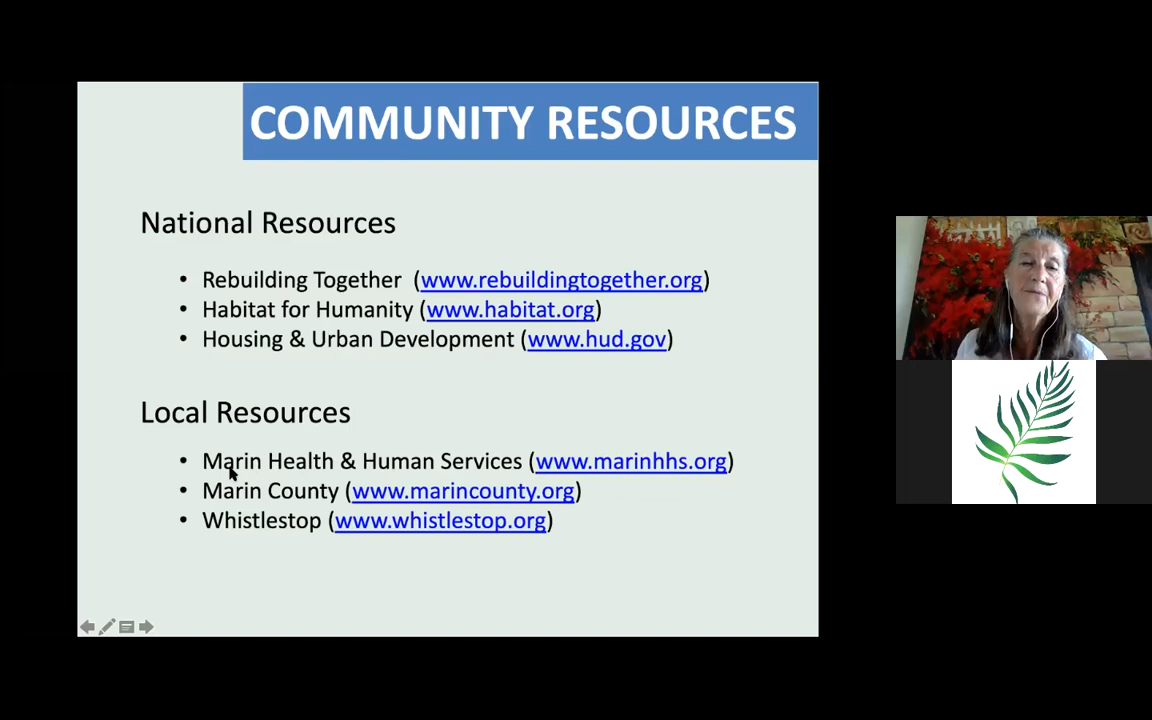 COMMUNITY RESOURCES
National Resources
• Rebuilding Together  (www.rebuildingtogether.org)
• Habitat for Humanity (www.habitat.org)
• Housing & Urban Development (www.hud.gov)
Local Resources
• Marin Health & Human Services (www.marinhhs.org)
• Marin County (www.marincounty.org)
• Whistlestop (www.whistlestop.org)